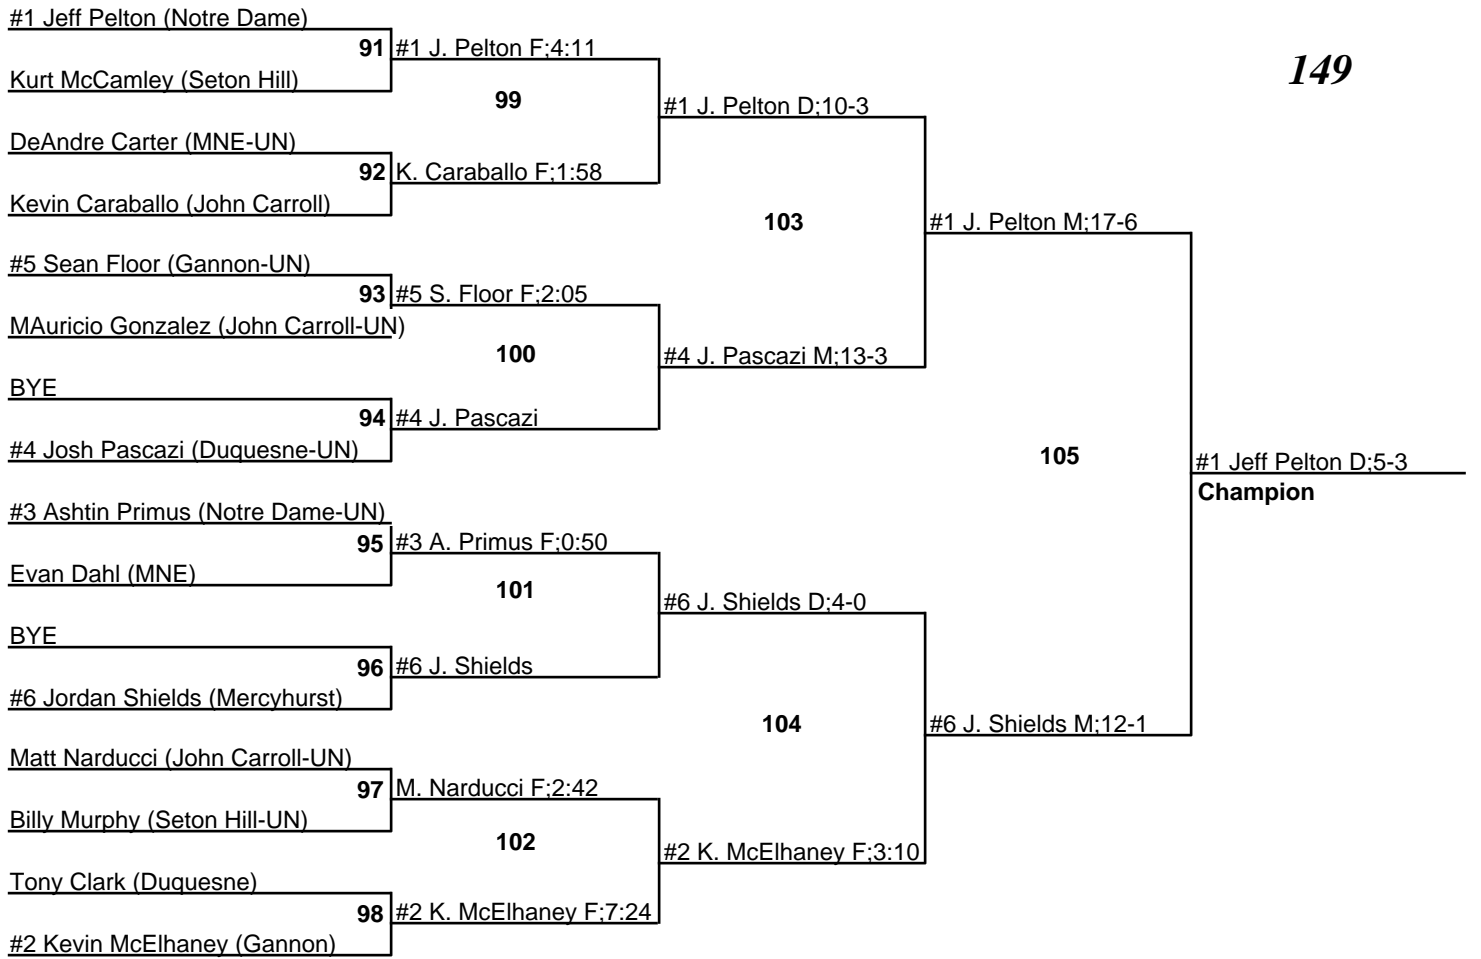 #1 Jeff Pelton (Notre Dame)
91 #1 J. Pelton F;4:11
149
Kurt McCamley (Seton Hill)
99
#1 J. Pelton D;10-3
DeAndre Carter (MNE-UN)
92 K. Caraballo F;1:58
Kevin Caraballo (John Carroll)
103
#1 J. Pelton M;17-6
#5 Sean Floor (Gannon-UN)
93 #5 S. Floor F;2:05
MAuricio Gonzalez (John Carroll-UN)
100
#4 J. Pascazi M;13-3
BYE
94 #4 J. Pascazi
#4 Josh Pascazi (Duquesne-UN)
105
#1 Jeff Pelton D;5-3
Champion
#3 Ashtin Primus (Notre Dame-UN)
95 #3 A. Primus F;0:50
Evan Dahl (MNE)
101
#6 J. Shields D;4-0
BYE
96 #6 J. Shields
#6 Jordan Shields (Mercyhurst)
104
#6 J. Shields M;12-1
Matt Narducci (John Carroll-UN)
97 M. Narducci F;2:42
Billy Murphy (Seton Hill-UN)
102
#2 K. McElhaney F;3:10
Tony Clark (Duquesne)
98 #2 K. McElhaney F;7:24
#2 Kevin McElhaney (Gannon)